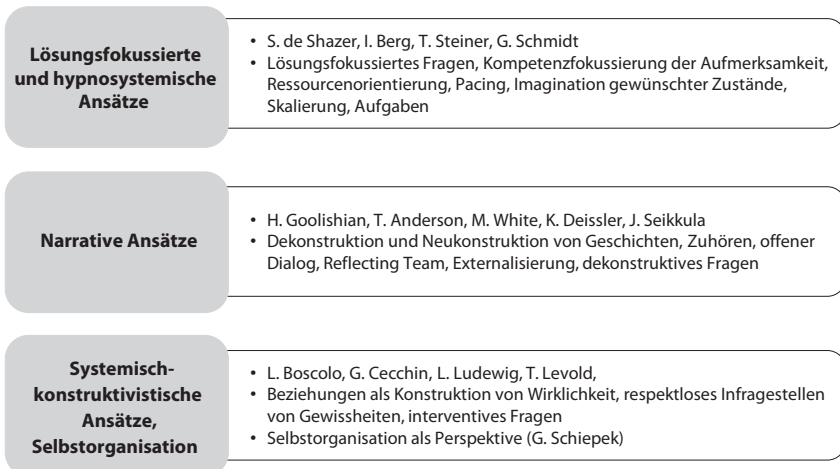 Lösungsfokussierte
und hypnosystemische
Ansätze
• S. de Shazer, I. Berg, T. Steiner, G. Schmidt
• Lösungsfokussiertes Fragen, Kompetenzfokussierung der Aufmerksamkeit,
Ressourcenorientierung, Pacing, Imagination gewünschter Zustände,
Skalierung, Aufgaben
Narrative Ansätze
• H. Goolishian, T. Anderson, M. White, K. Deissler, J. Seikkula
• Dekonstruktion und Neukonstruktion von Geschichten, Zuhören, offener
Dialog, Reflecting Team, Externalisierung, dekonstruktives Fragen
Systemisch-
konstruktivistische
Ansätze,
Selbstorganisation
• L. Boscolo, G. Cecchin, L. Ludewig, T. Levold,
• Beziehungen als Konstruktion von Wirklichkeit, respektloses Infragestellen
von Gewissheiten, interventives Fragen
• Selbstorganisation als Perspektive (G. Schiepek)